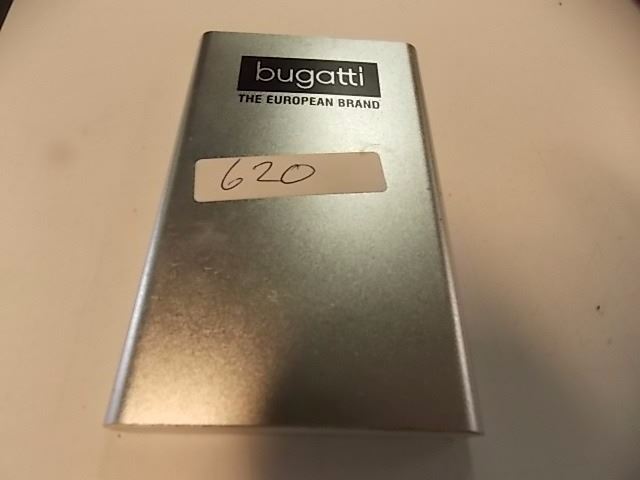 bugatti
THE EUROPEAN BRAND
620